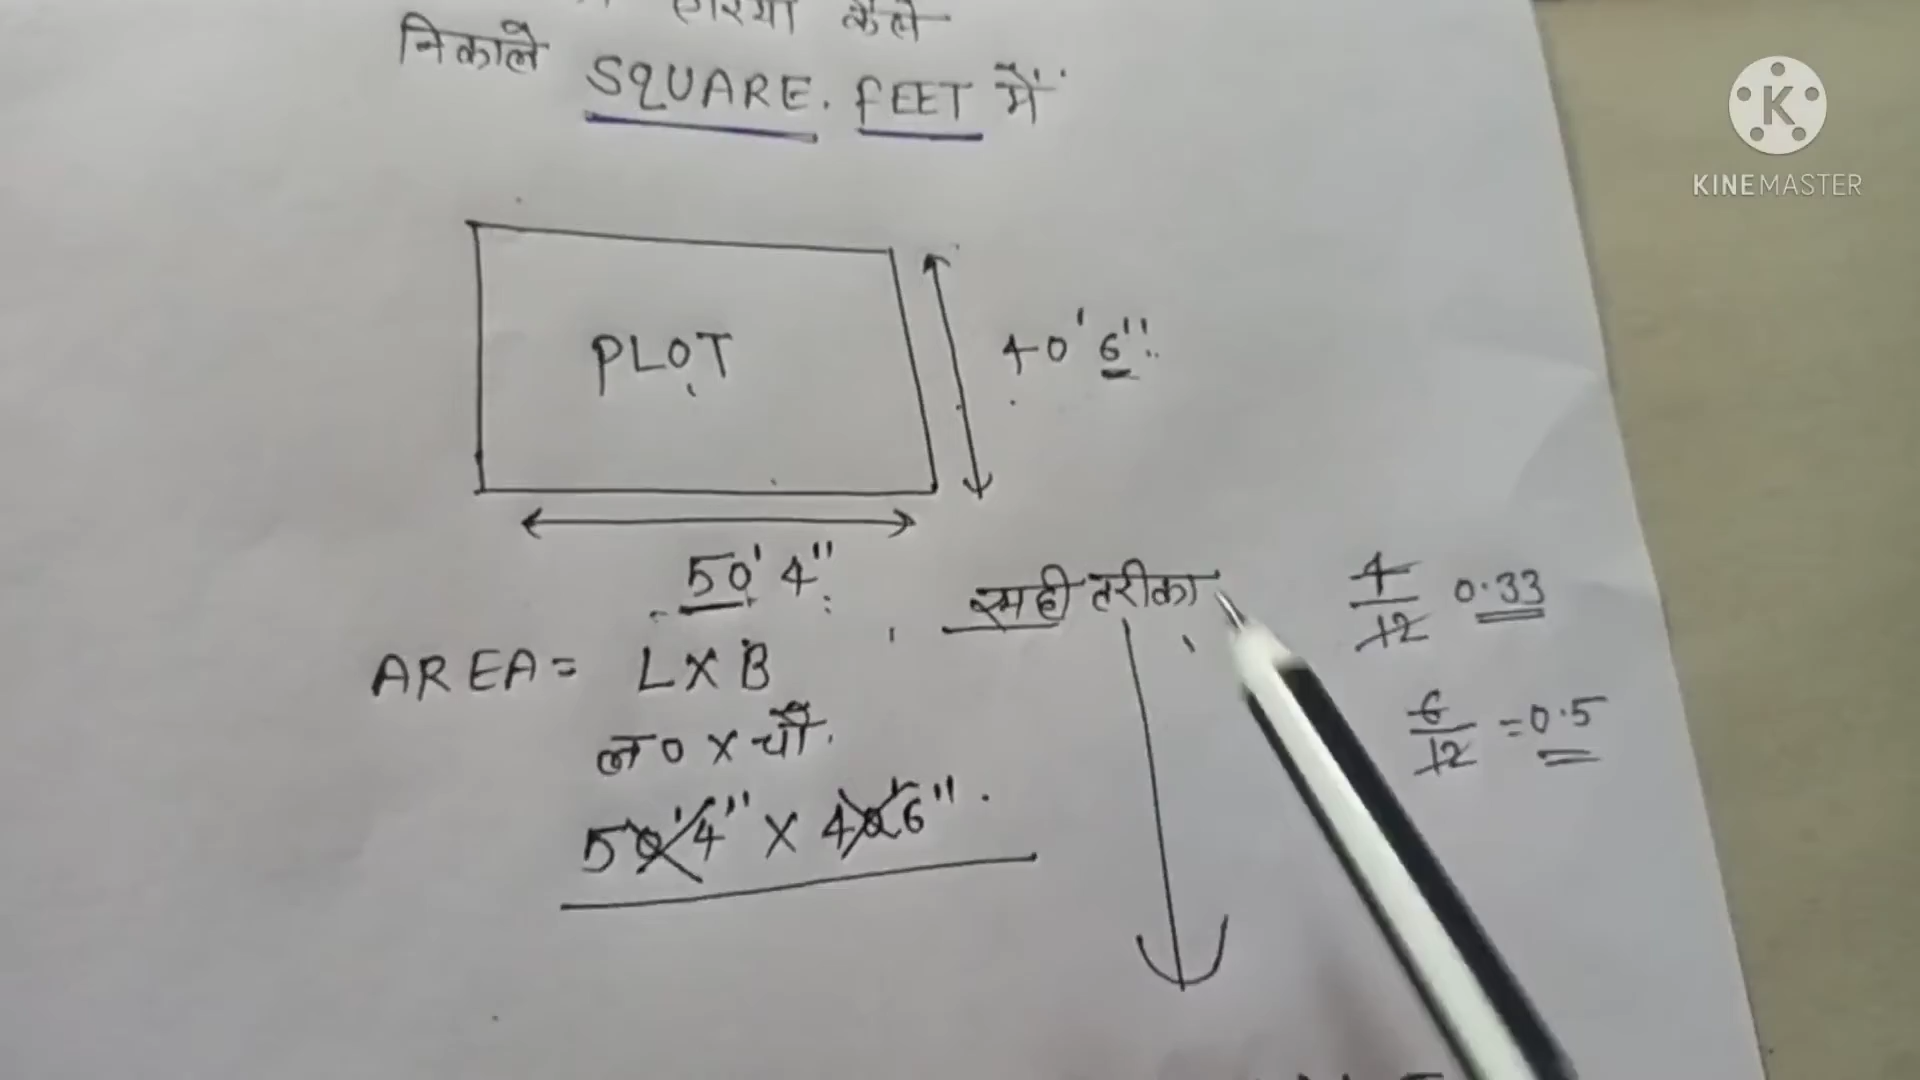 एरिया कैसे
निकाले SQUARE. FEET में
PLOT
40'6"
50'4"
सही तरीका
4/12 0.33
AREA = L X B
6/12 = 0.5
ल० X चौ.
50'4" X 40'6"
K
KINEMASTER